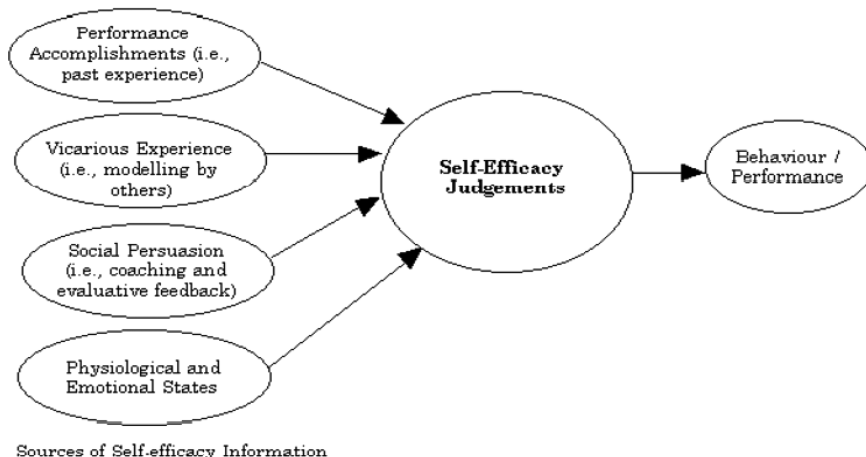 Performance
Accomplishments (i.e.,
past experience)
Vicarious Experience
(i.e., modelling by
others)
Social Persuasion
(i.e., coaching and
evaluative feedback)
Physiological and
Emotional States
Self-Efficacy
Judgements
Behaviour /
Performance
Sources of Self-efficacy Information